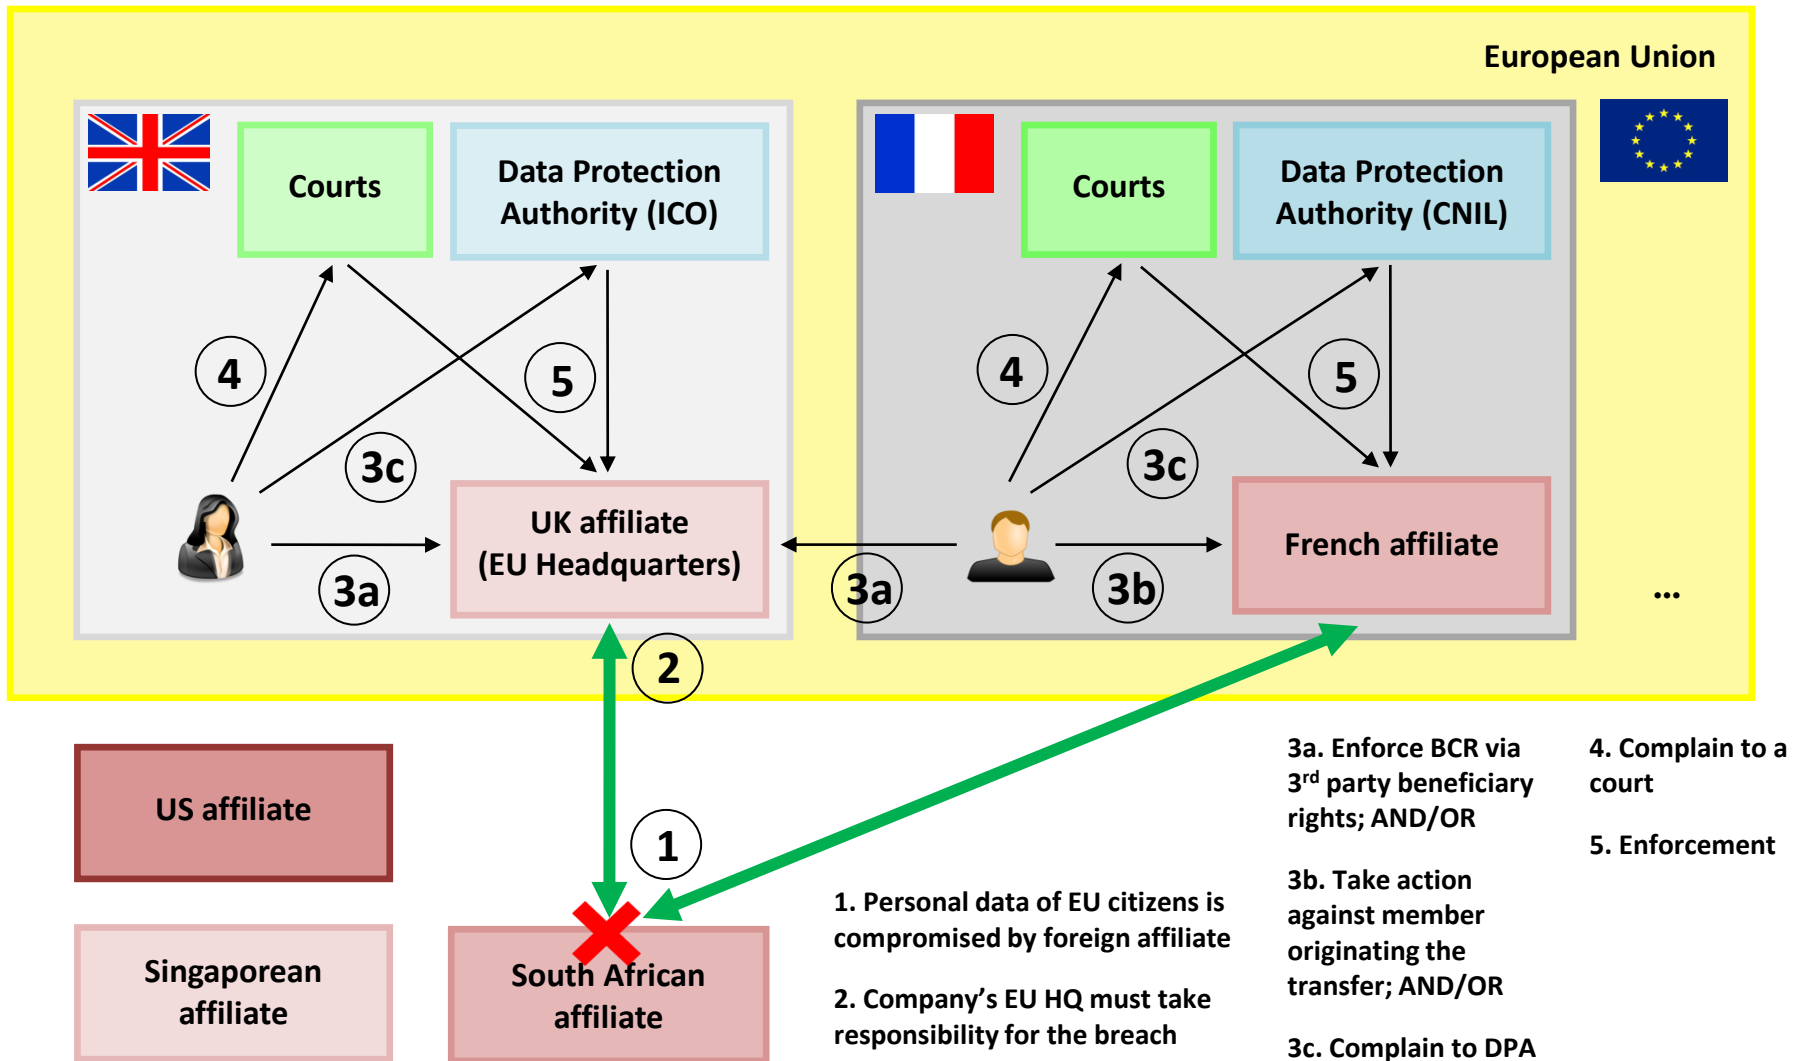 European Union
Courts
Data Protection
Authority (ICO)
Courts
Data Protection
Authority (CNIL)
4
5
4
5
3c
3c
UK affiliate
(EU Headquarters)
French affiliate
3a
3a
3b
...
2
US affiliate
1
Singaporean
affiliate
South African
affiliate
1. Personal data of EU citizens is
compromised by foreign affiliate
2. Company’s EU HQ must take
responsibility for the breach
3a. Enforce BCR via
3rd party beneficiary
rights; AND/OR
3b. Take action
against member
originating the
transfer; AND/OR
3c. Complain to DPA
4. Complain to a
court
5. Enforcement